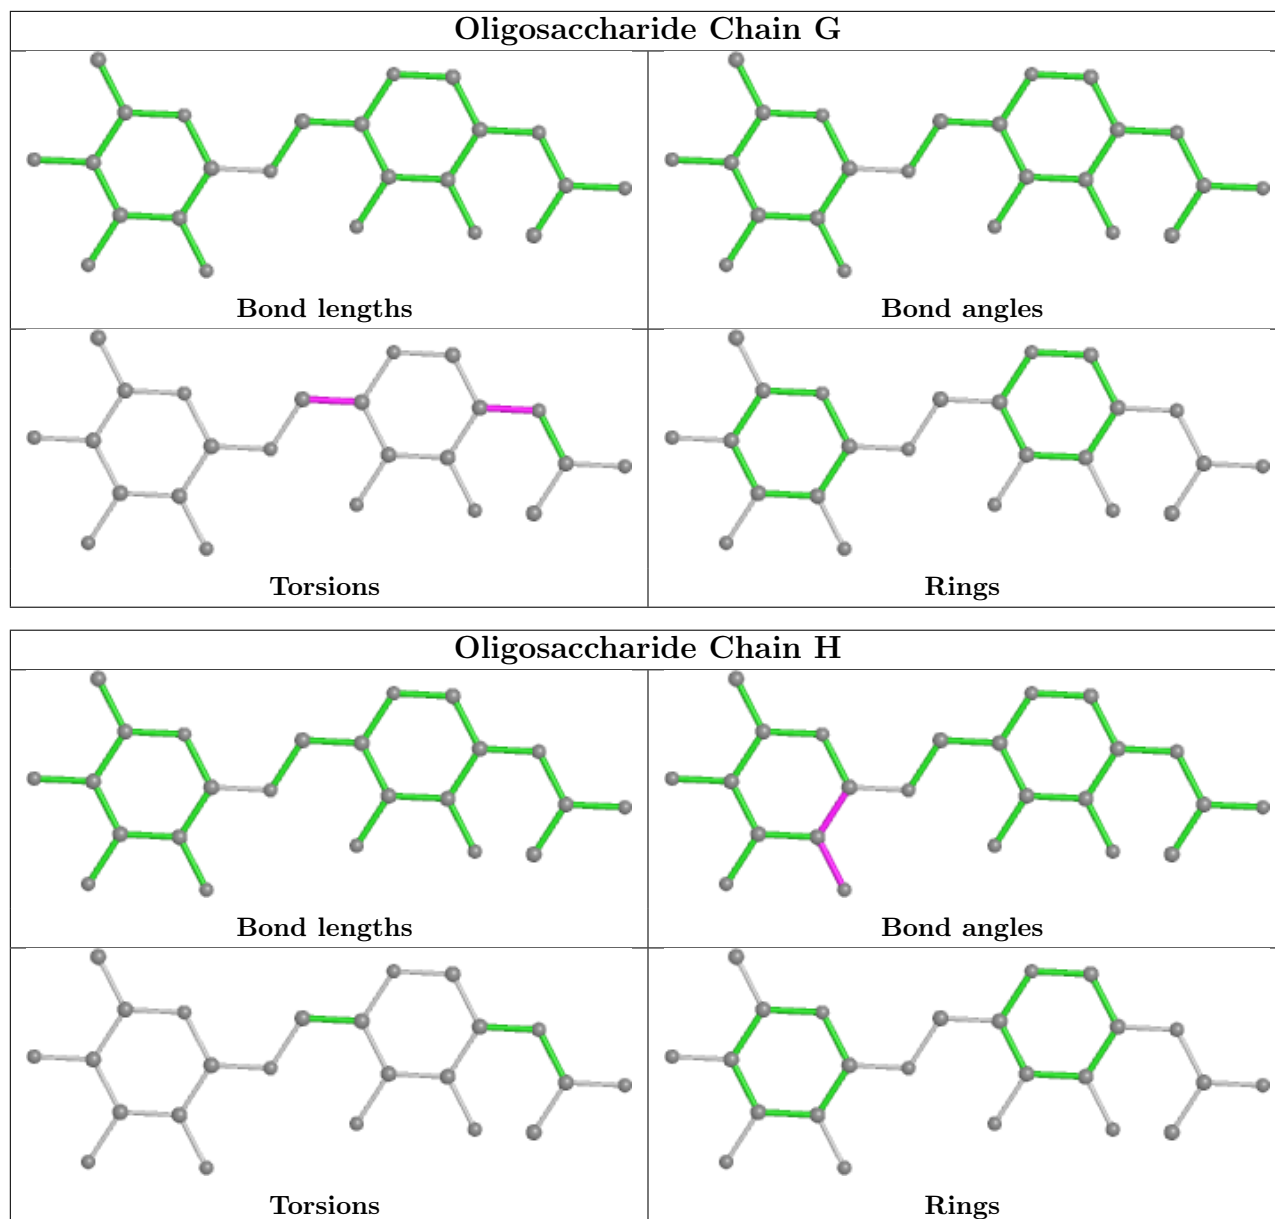 Oligosaccharide Chain G
Bond lengths
Bond angles
Torsions
Rings
Oligosaccharide Chain H
Bond lengths
Bond angles
Torsions
Rings